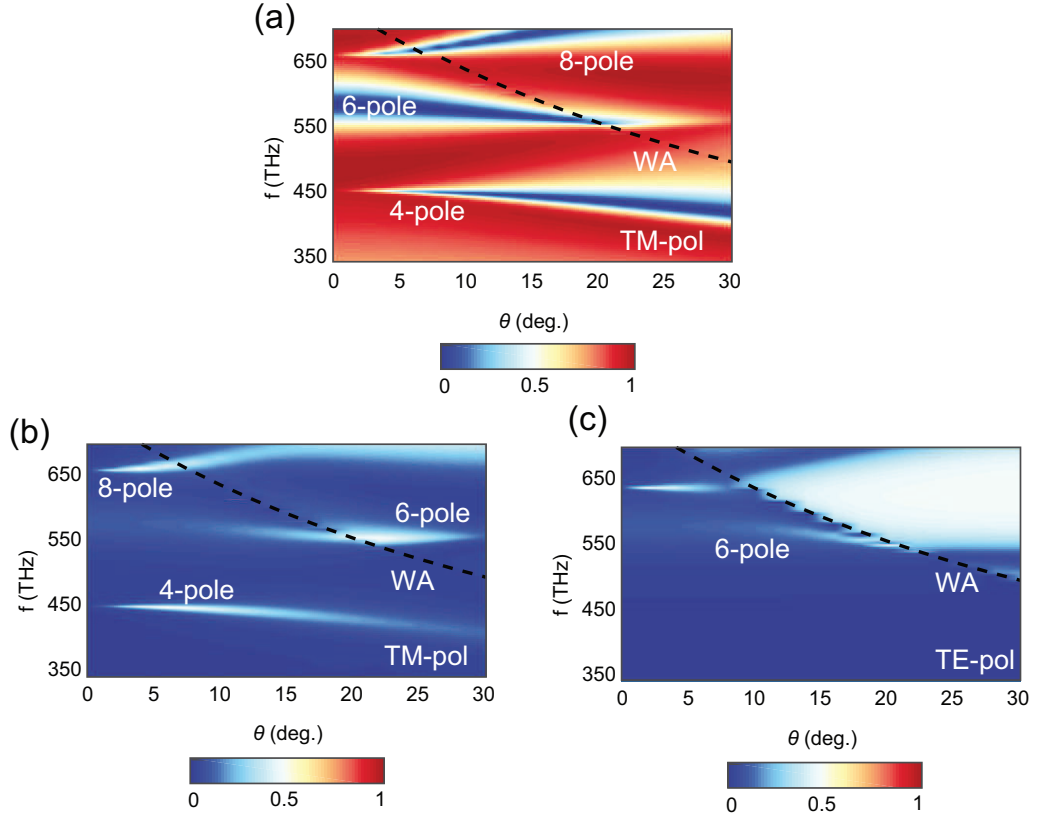 (a)
f (THz)
650
550
450
350
8-pole
6-pole
WA
4-pole
TM-pol
0 5 10 15 20 25 30
θ (deg.)
0 0.5 1
(b)
f (THz)
650
550
450
350
8-pole
6-pole
WA
4-pole
TM-pol
0 5 10 15 20 25 30
θ (deg.)
0 0.5 1
(c)
f (THz)
650
550
450
350
6-pole
WA
TE-pol
0 5 10 15 20 25 30
θ (deg.)
0 0.5 1